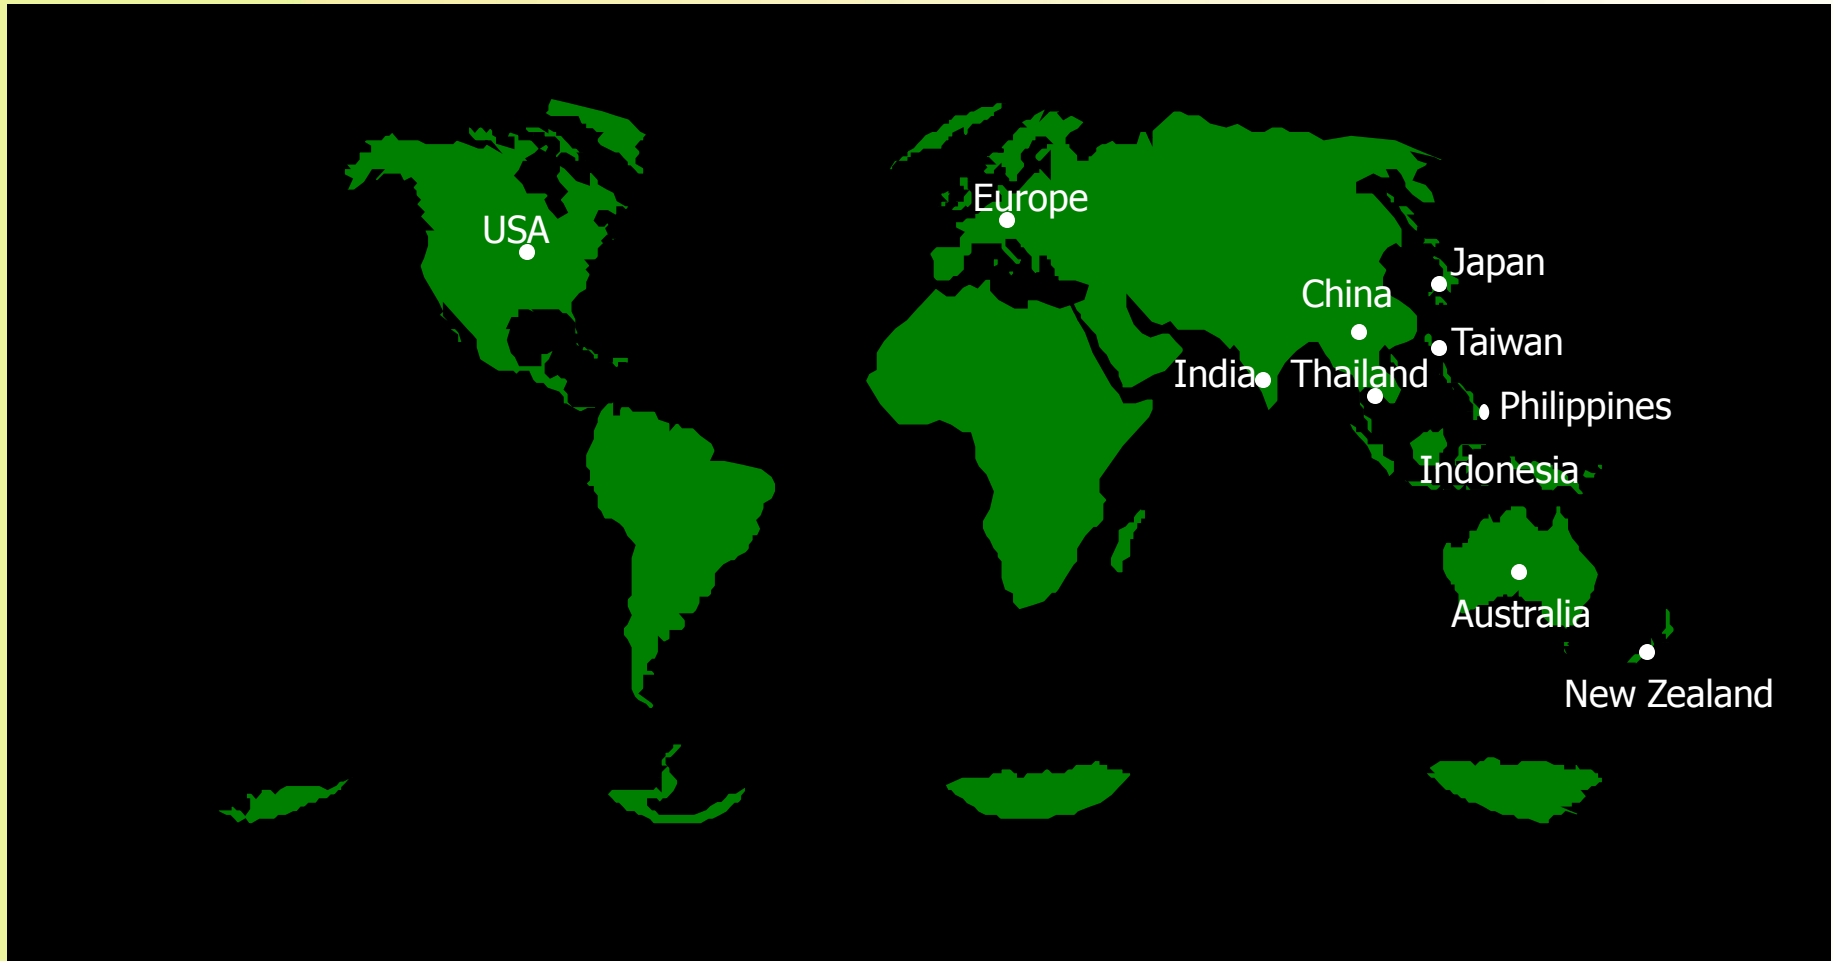 Europe
USA
Japan
China
Taiwan
India
Thailand
Philippines
Indonesia
Australia
New Zealand